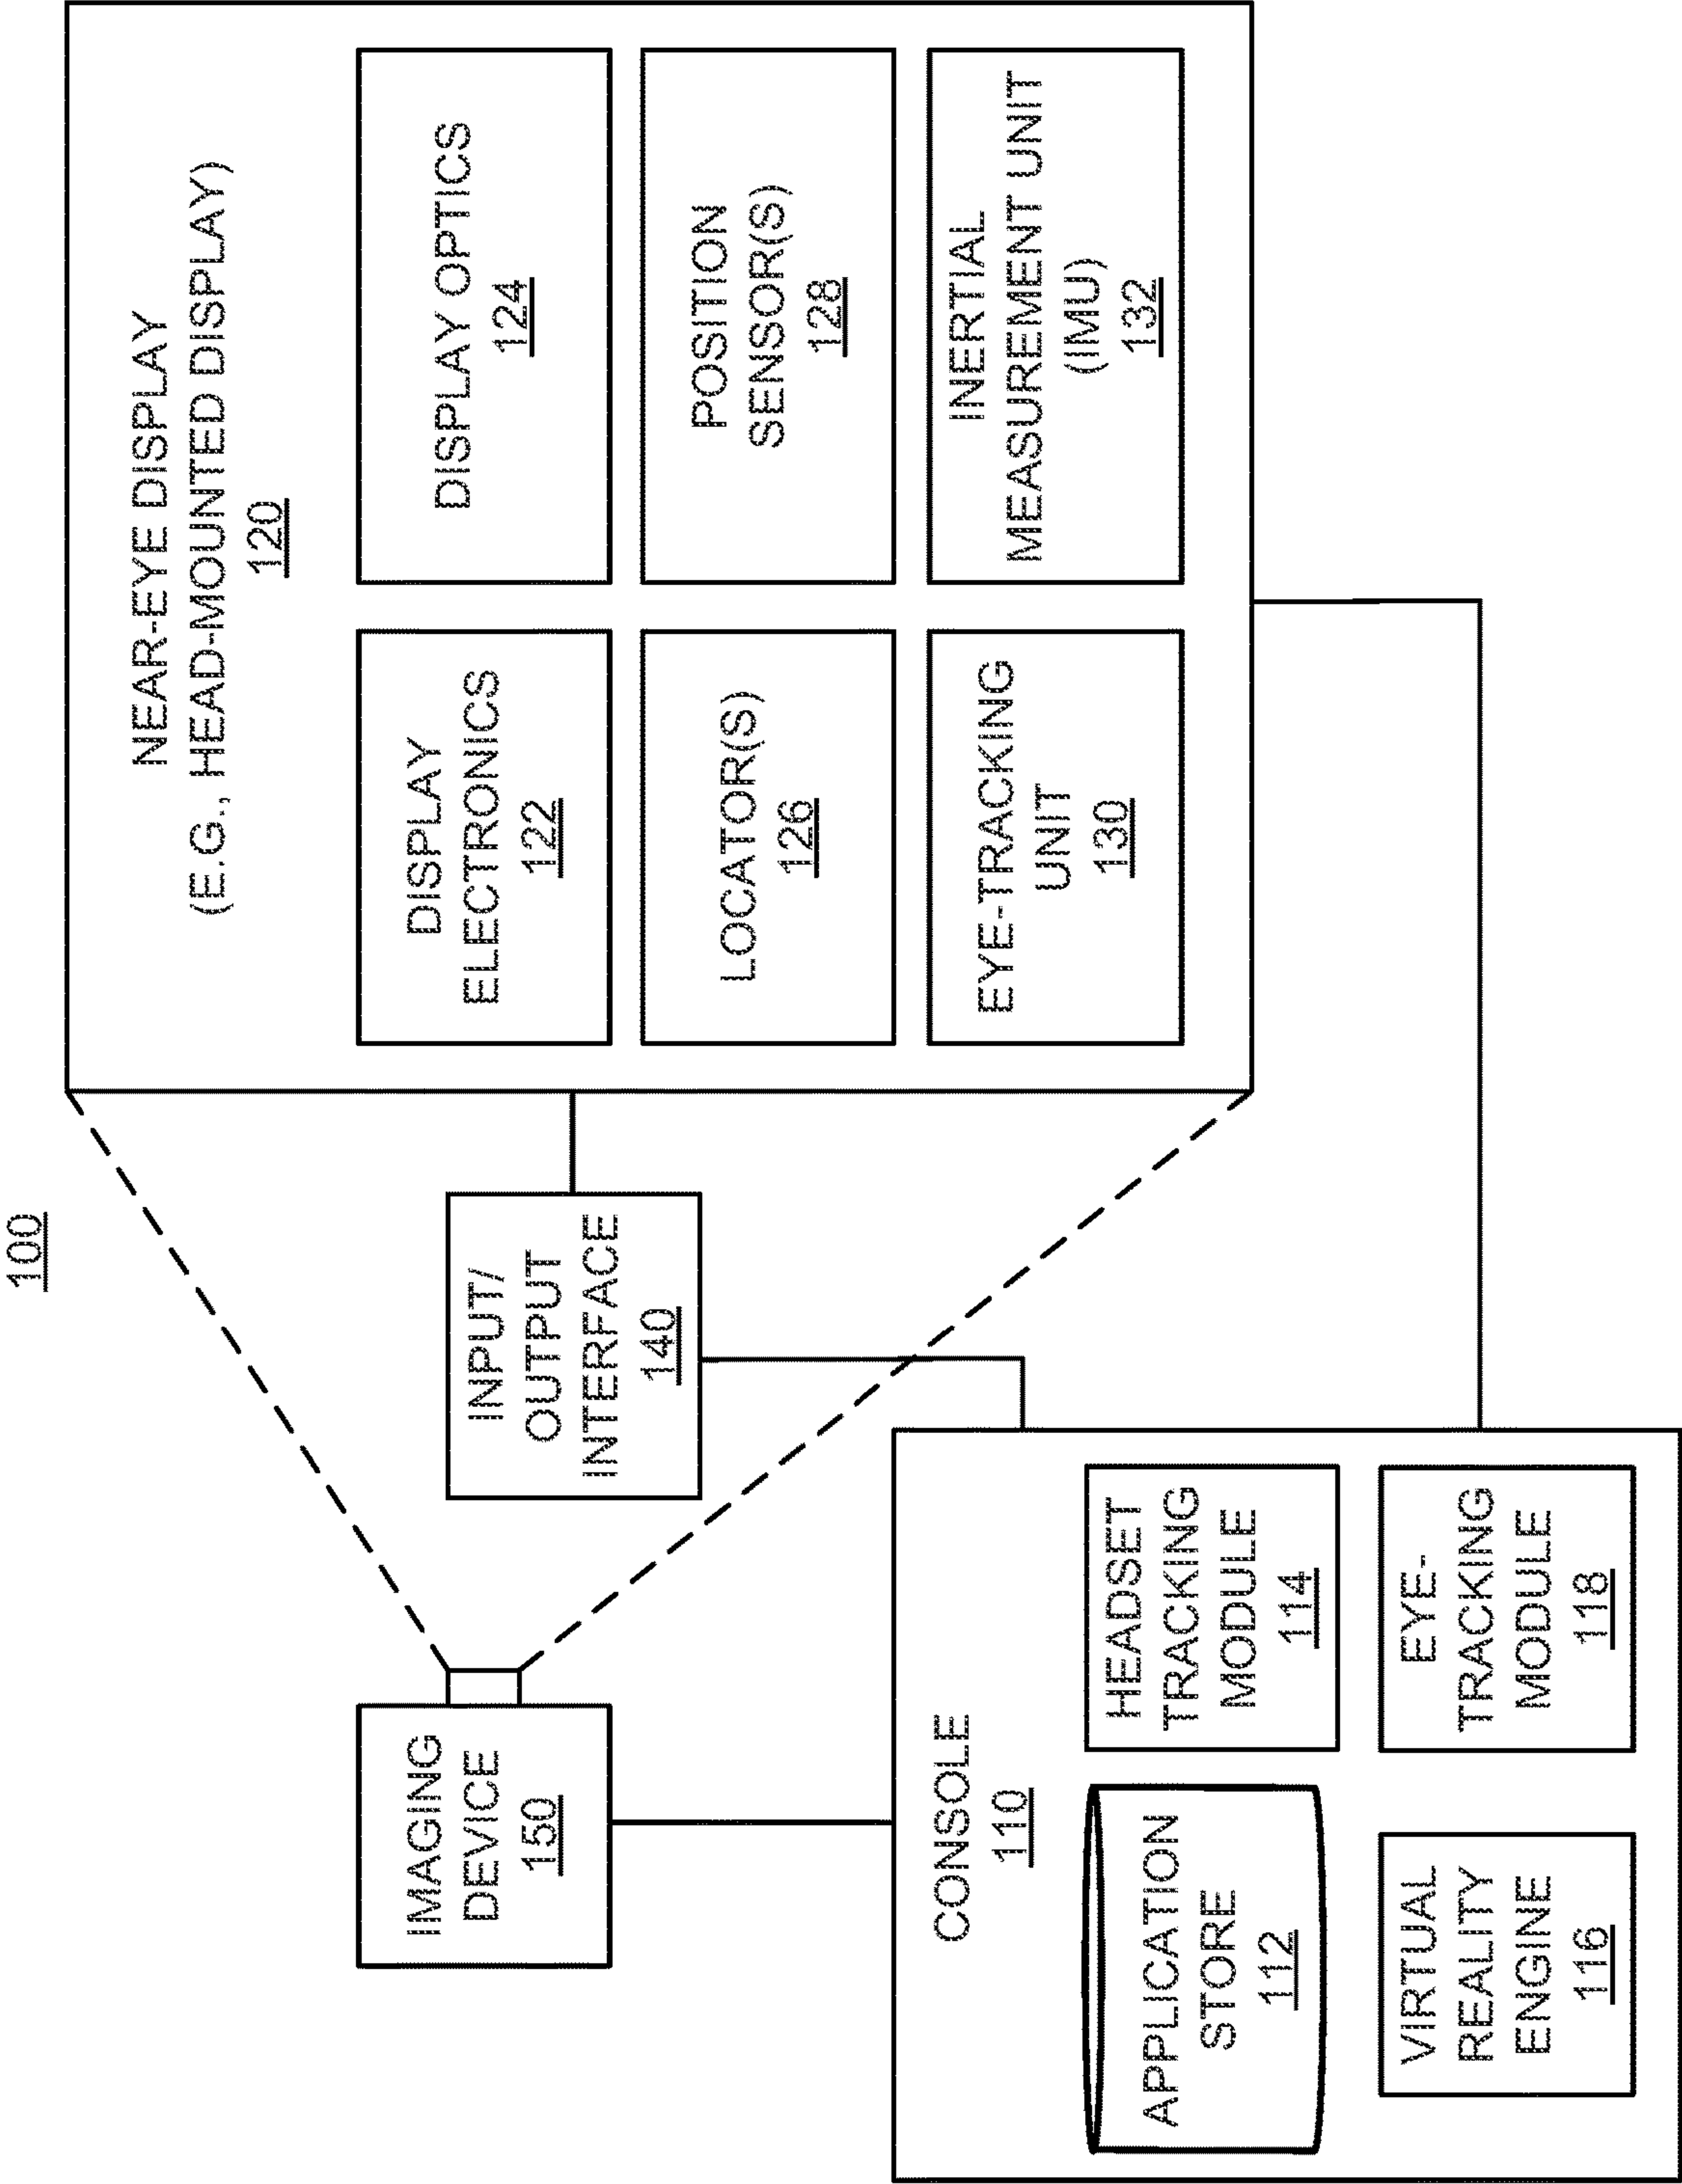 100
NEAR-EYE DISPLAY
(E.G., HEAD-MOUNTED DISPLAY)
120
DISPLAY
ELECTRONICS
122
DISPLAY OPTICS
124
LOCATOR(S)
126
POSITION
SENSOR(S)
128
EYE-TRACKING
UNIT
130
INERTIAL
MEASUREMENT UNIT
(IMU)
132
INPUT/
OUTPUT
INTERFACE
140
IMAGING
DEVICE
150
CONSOLE
110
APPLICATION
STORE
112
HEADSET
TRACKING
MODULE
114
VIRTUAL
REALITY
ENGINE
116
EYE-
TRACKING
MODULE
118